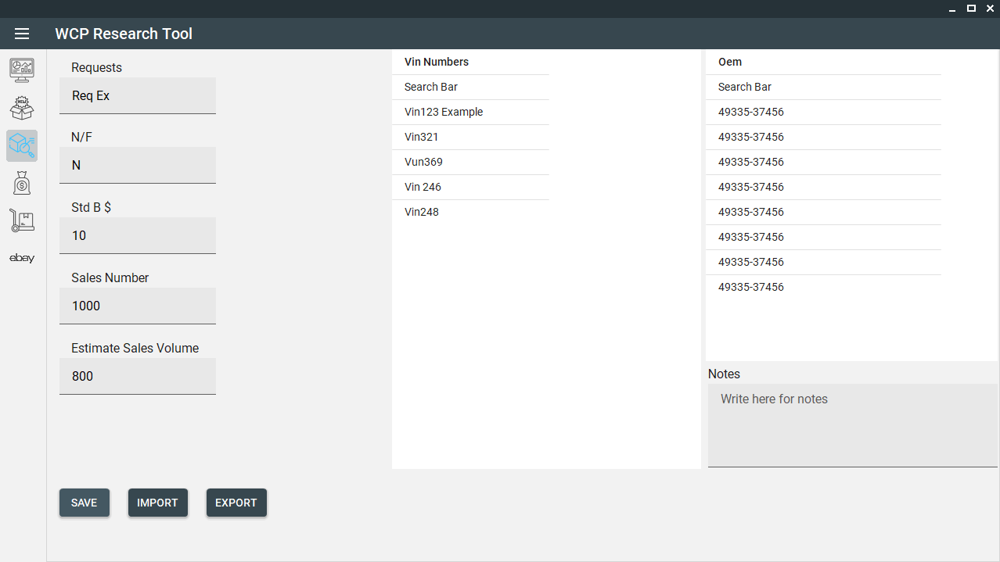 WCP Research Tool
NEW
ebay
Requests
Req Ex
N/F
N
Std B $
10
Sales Number
1000
Estimate Sales Volume
800
SAVE
IMPORT
EXPORT
Vin Numbers
Search Bar
Vin123 Example
Vin321
Vun369
Vin 246
Vin248
Oem
Search Bar
49335-37456
49335-37456
49335-37456
49335-37456
49335-37456
49335-37456
49335-37456
49335-37456
Notes
Write here for notes